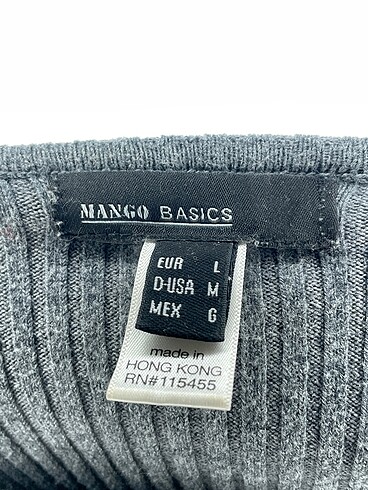 MANGO BASICS
EUR L
D-USA M
MEX G
made in
HONG KONG
RN#115455